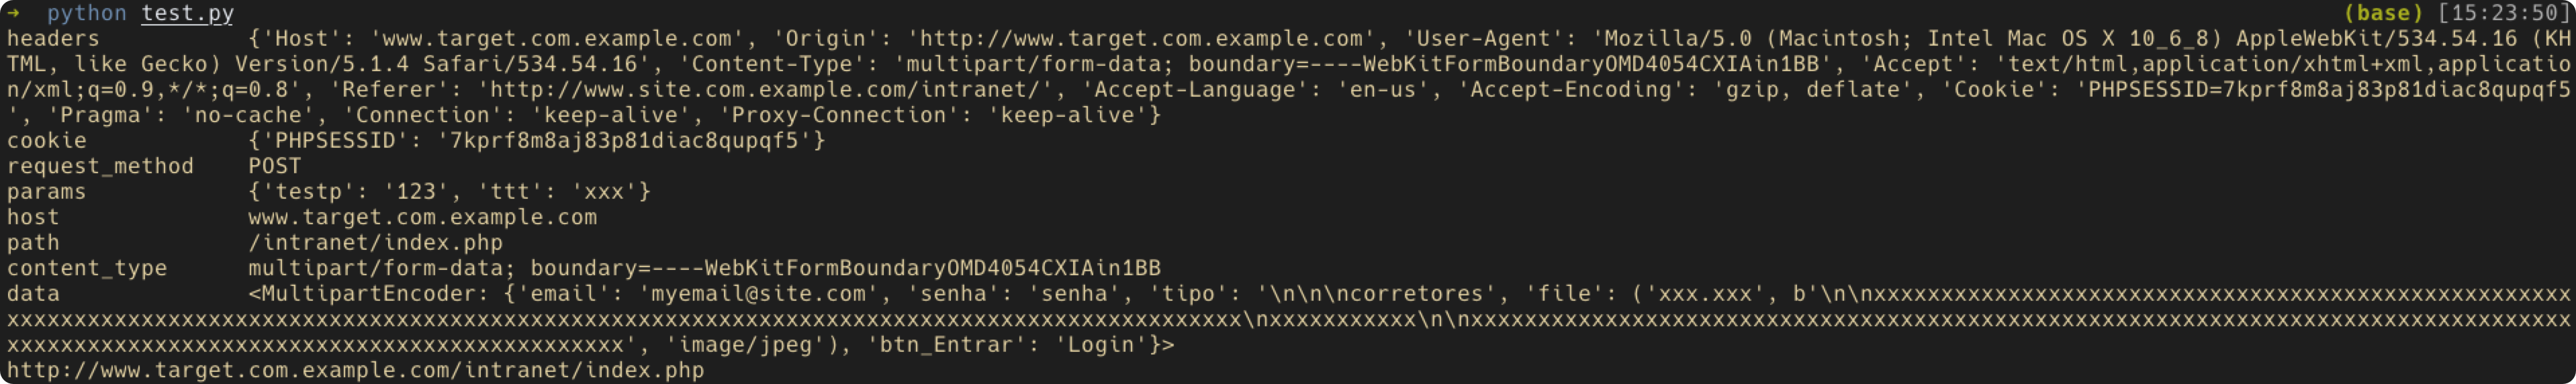 →  python test.py (base) [15:23:50]
headers           {'Host': 'www.target.com.example.com', 'Origin': 'http://www.target.com.example.com', 'User-Agent': 'Mozilla/5.0 (Macintosh; Intel Mac OS X 10_6_8) AppleWebKit/534.54.16 (KH
TML, like Gecko) Version/5.1.4 Safari/534.54.16', 'Content-Type': 'multipart/form-data; boundary=----WebKitFormBoundaryOMD4054CXIAin1BB', 'Accept': 'text/html,application/xhtml+xml,applicatio
n/xml;q=0.9,*/*;q=0.8', 'Referer': 'http://www.site.com.example.com/intranet/', 'Accept-Language': 'en-us', 'Accept-Encoding': 'gzip, deflate', 'Cookie': 'PHPSESSID=7kprf8m8aj83p81diac8qupqf5
', 'Pragma': 'no-cache', 'Connection': 'keep-alive', 'Proxy-Connection': 'keep-alive'}
cookie            {'PHPSESSID': '7kprf8m8aj83p81diac8qupqf5'}
request_method    POST
params            {'testp': '123', 'ttt': 'xxx'}
host              www.target.com.example.com
path              /intranet/index.php
content_type      multipart/form-data; boundary=----WebKitFormBoundaryOMD4054CXIAin1BB
data              <MultipartEncoder: {'email': 'myemail@site.com', 'senha': 'senha', 'tipo': '\n\n\ncorretores', 'file': ('xxx.xxx', b'\n\nxxxxxxxxxxxxxxxxxxxxxxxxxxxxxxxxxxxxxxxxxxxxxxxxxxxx
xxxxxxxxxxxxxxxxxxxxxxxxxxxxxxxxxxxxxxxxxxxxxxxxxxxxxxxxxxxxxxxxxxxxxxxxxxxxxxxxxxxxxxxxxxxx\nxxxxxxxxxxx\n\nxxxxxxxxxxxxxxxxxxxxxxxxxxxxxxxxxxxxxxxxxxxxxxxxxxxxxxxxxxxxxxxxxxxxxxxxxxxxxxxxxx
xxxxxxxxxxxxxxxxxxxxxxxxxxxxxxxxxxxxxxxxxxxxxx', 'image/jpeg'), 'btn_Entrar': 'Login'}>
http://www.target.com.example.com/intranet/index.php